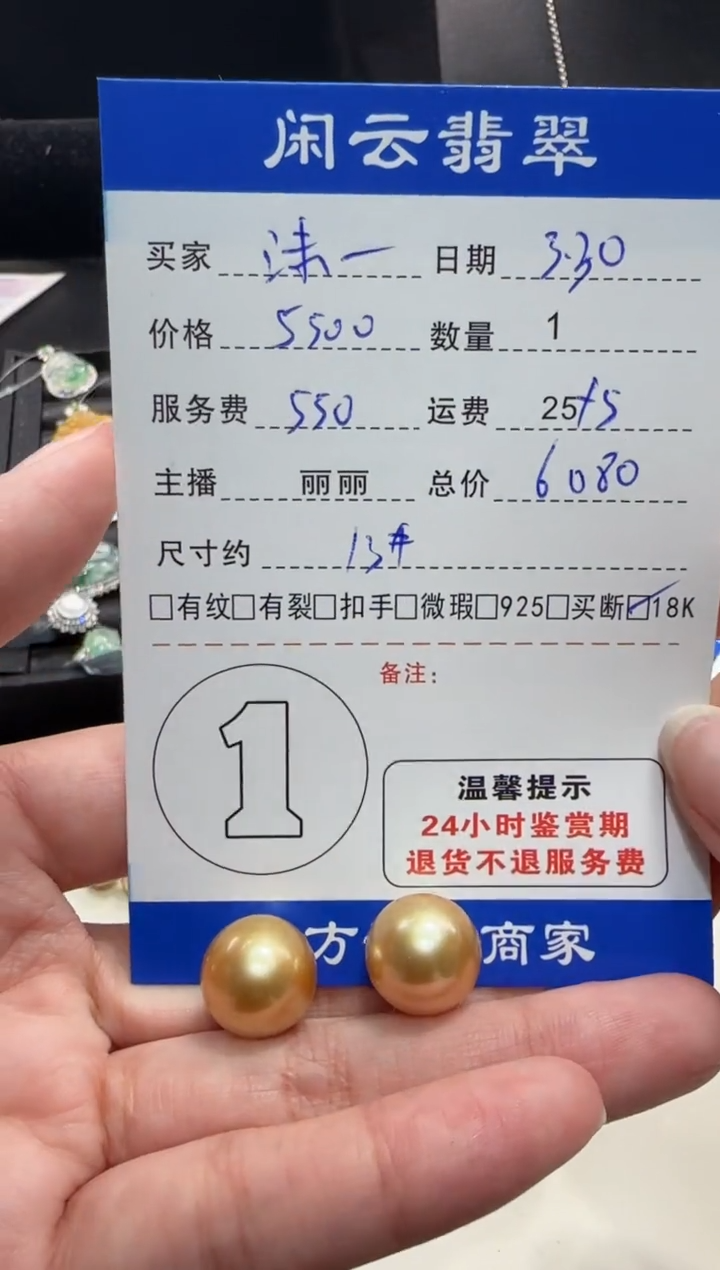 闲云翡翠
买家 沫一 日期 3.30
价格 5500 数量 1
服务费 550 运费 25+5
主播 丽丽 总价 6080
尺寸约 13#
□有纹□有裂□扣手□微瑕□925□买断☑18K
备注：
1
温馨提示
24小时鉴赏期
退货不退服务费
方 商家